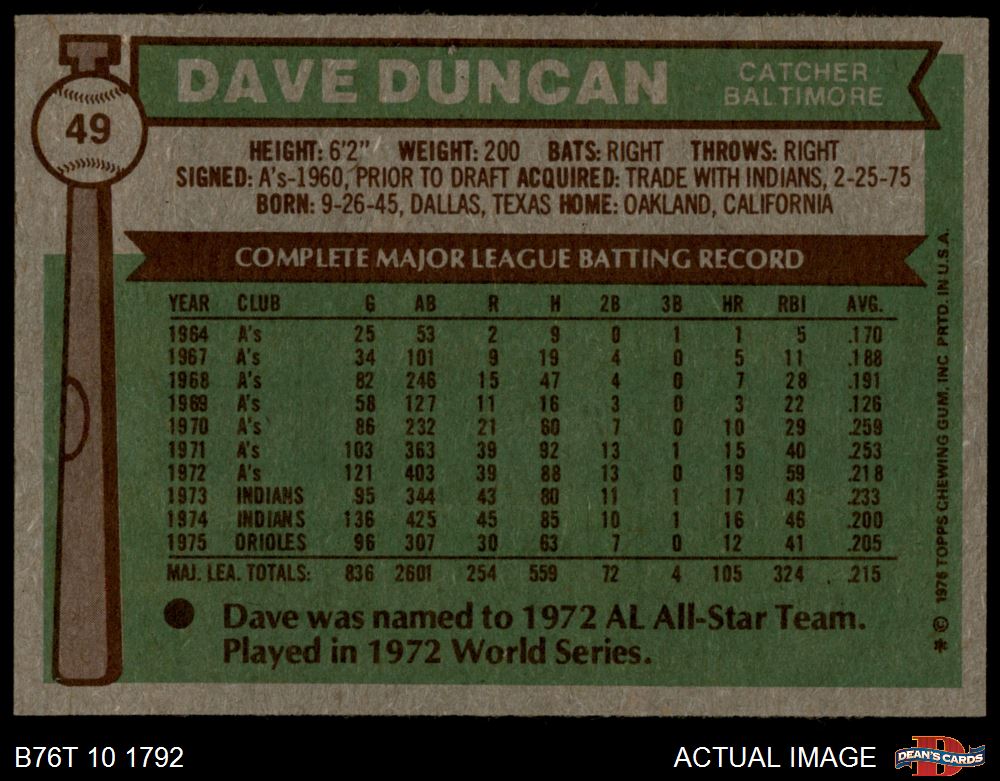 49
DAVE DUNCAN
CATCHER
BALTIMORE
HEIGHT: 6'2" WEIGHT: 200 BATS: RIGHT THROWS: RIGHT
SIGNED: A's-1960, PRIOR TO DRAFT ACQUIRED: TRADE WITH INDIANS, 2-25-75
BORN: 9-26-45, DALLAS, TEXAS HOME: OAKLAND, CALIFORNIA
COMPLETE MAJOR LEAGUE BATTING RECORD
YEAR CLUB G AB R H 2B 3B HR RBI AVG.
1964 A's 25 53 2 9 0 1 1 5 .170
1967 A's 34 101 9 19 4 0 5 11 .188
1968 A's 82 246 15 47 4 0 7 28 .191
1969 A's 58 127 11 16 3 0 3 22 .126
1970 A's 86 232 21 60 7 0 10 29 .259
1971 A's 103 363 39 92 13 1 15 40 .253
1972 A's 121 403 39 88 13 0 19 59 .218
1973 INDIANS 95 344 43 80 11 1 17 43 .233
1974 INDIANS 136 425 45 85 10 1 16 46 .200
1975 ORIOLES 96 307 30 63 7 0 12 41 .205
MAJ. LEA. TOTALS: 836 2601 254 559 72 4 105 324 .215
Dave was named to 1972 AL All-Star Team.
Played in 1972 World Series.
* © 1976 TOPPS CHEWING GUM, INC. PRTD. IN U.S.A.
B76T 10 1792
ACTUAL IMAGE
D
DEAN'S CARDS